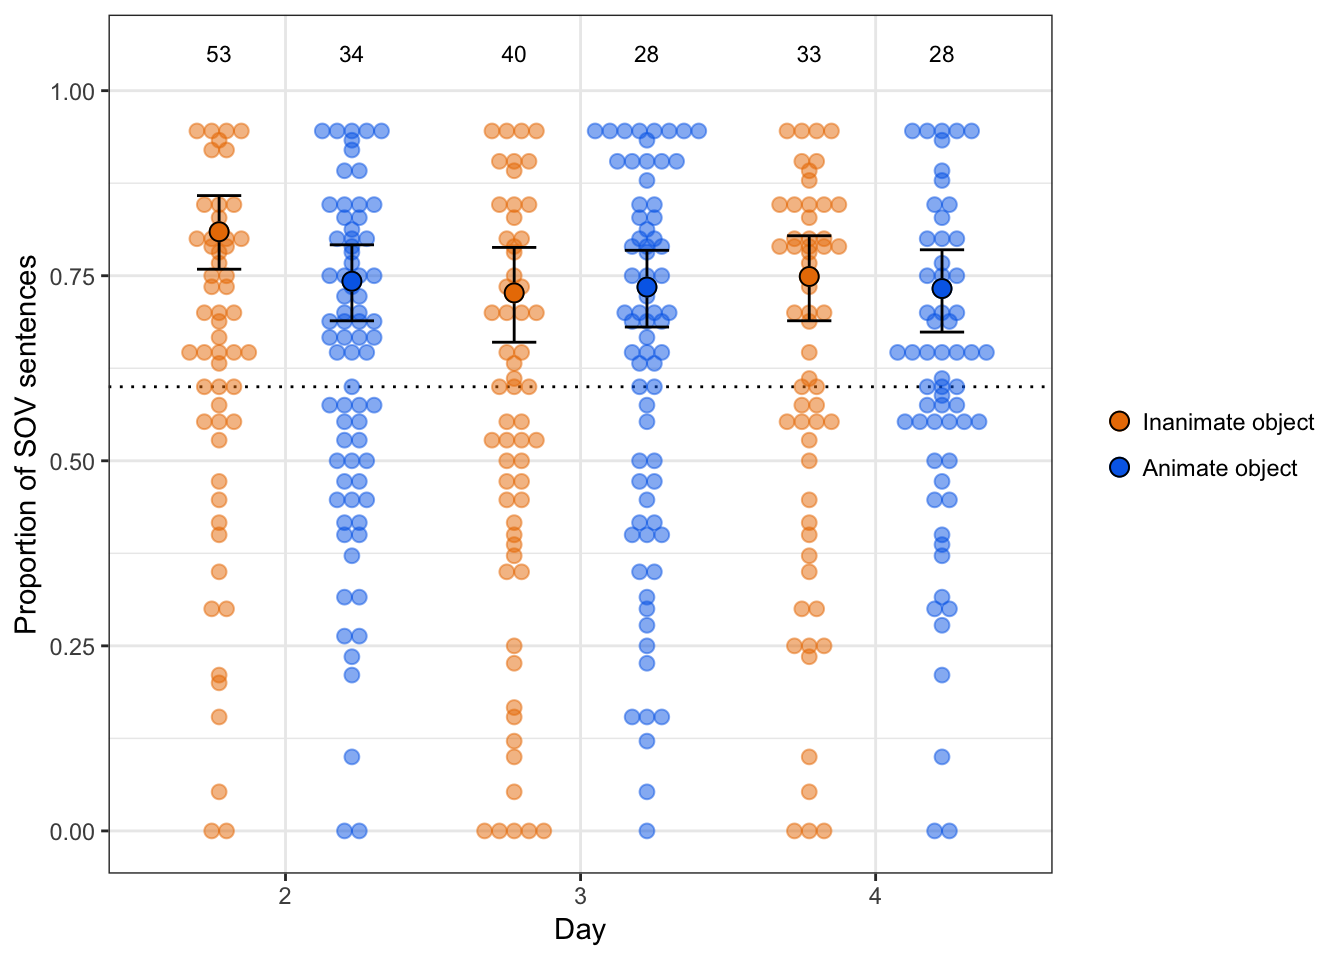 53 34 40 28 33 28
1.00
0.75
0.50
0.25
0.00
Proportion of SOV sentences
2 3 4
Day
Inanimate object
Animate object